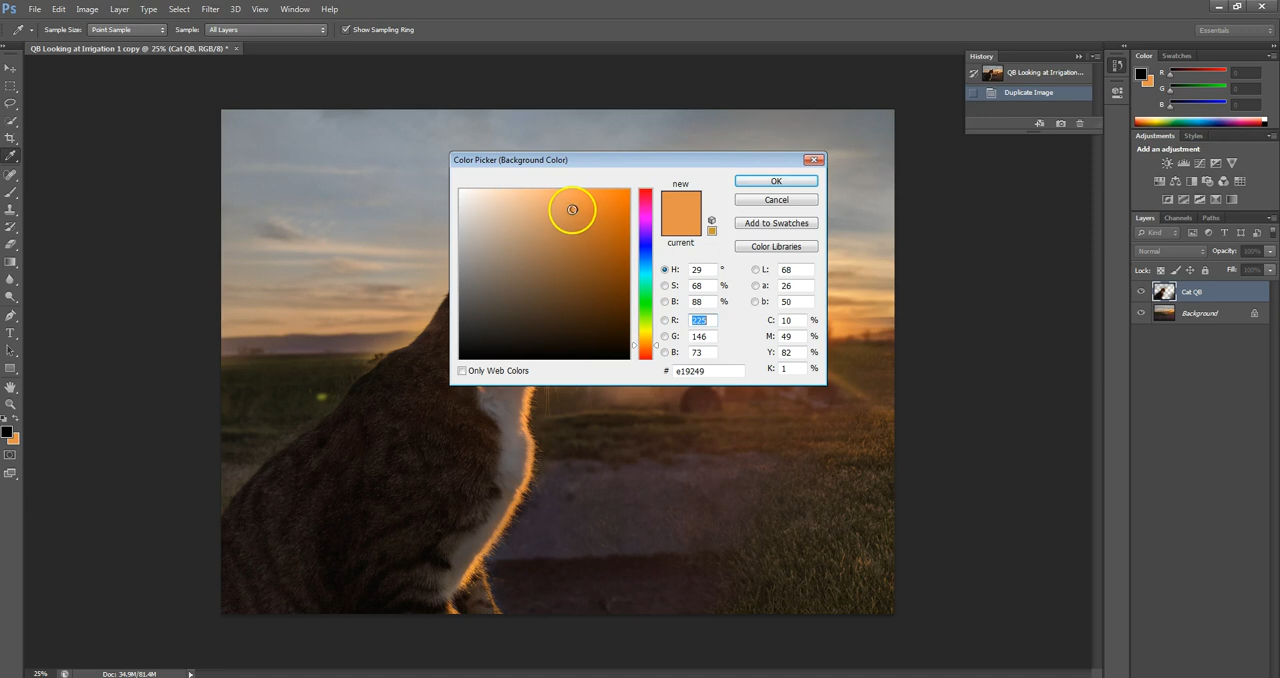 Ps File Edit Image Layer Type Select Filter 3D View Window Help
Sample Size: Point Sample Sample: All Layers Show Sampling Ring Essentials
QB Looking at Irrigation 1 copy @ 25% (Cat QB, RGB/8) * ×
History
QB Looking at Irrigation...
Duplicate Image
Color Swatches
R 0
G 0
B 0
Adjustments Styles
Add an adjustment
Layers Channels Paths
Kind
Normal Opacity: 100%
Lock: Fill: 100%
Cat QB
Background
Color Picker (Background Color)
new
current
OK
Cancel
Add to Swatches
Color Libraries
H: 29 °
S: 68 %
B: 88 %
R: 225
G: 146
B: 73
L: 68
a: 26
b: 50
C: 10 %
M: 49 %
Y: 82 %
K: 1 %
# e19249
Only Web Colors
25% Doc: 34.9M/81.4M